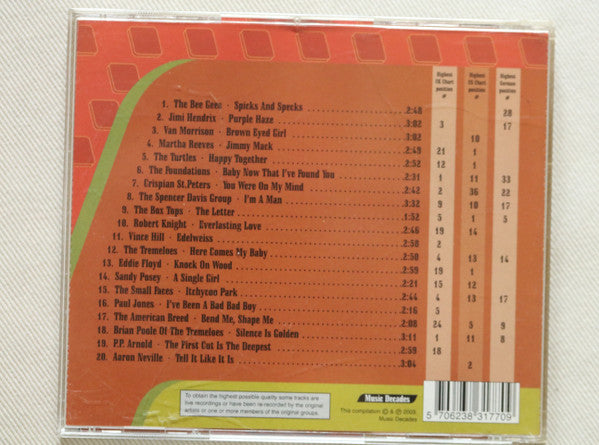 Highest UK Chart position # Highest US Chart position # Highest German position #
1. The Bee Gees · Spicks And Specks 2:48 28
2. Jimi Hendrix · Purple Haze 3:02 3 17
3. Van Morrison · Brown Eyed Girl 3:02 10
4. Martha Reeves · Jimmy Mack 2:49 21 1
5. The Turtles · Happy Together 2:52 12 1
6. The Foundations · Baby Now That I've Found You 2:31 1 11 33
7. Crispian St.Peters · You Were On My Mind 2:42 2 36 22
8. The Spencer Davis Group · I'm A Man 3:32 9 10 17
9. The Box Tops · The Letter 1:52 5 1 5
10. Robert Knight · Everlasting Love 2:46 19 14
11. Vince Hill · Edelweiss 2:58 2
12. The Tremeloes · Here Comes My Baby 2:50 4 13 14
13. Eddie Floyd · Knock On Wood 2:59 19 1
14. Sandy Posey · A Single Girl 2:21 15 12
15. The Small Faces · Itchycoo Park 2:44 4 13 17
16. Paul Jones · I've Been A Bad Bad Boy 2:16 5
17. The American Breed · Bend Me, Shape Me 2:08 24 5 9
18. Brian Poole Of The Tremeloes · Silence Is Golden 3:11 1 11 8
19. P.P. Arnold · The First Cut Is The Deepest 2:59 18
20. Aaron Neville · Tell It Like It Is 3:04 2
To obtain the highest possible quality some tracks are
live recordings or have been re-recorded by the original
artists or one or more members of the original groups.
Music Decades
This compilation © & ℗ 2003
Music Decades
5 706238 317709